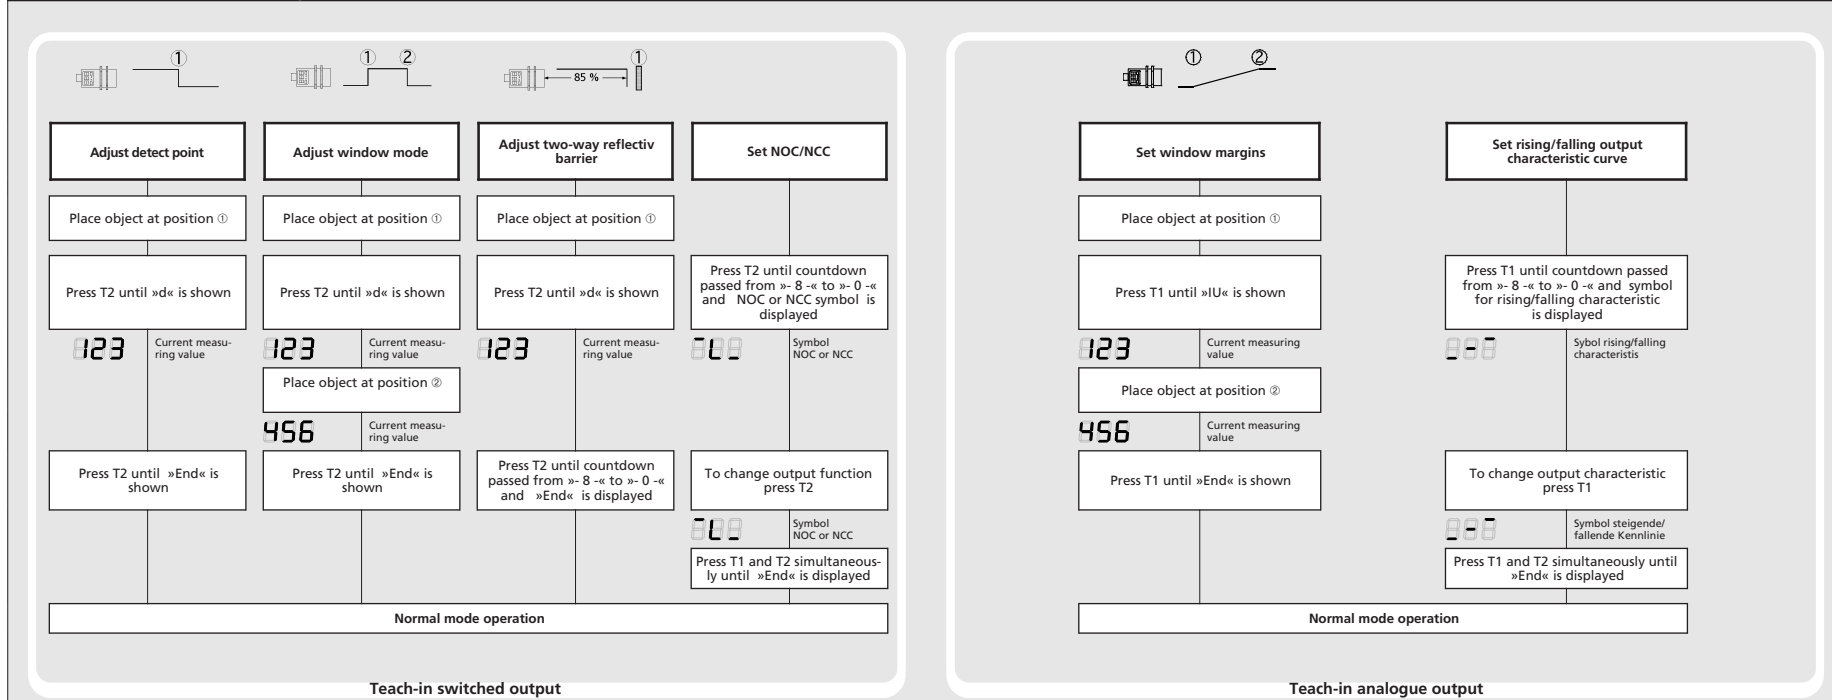 ①
① ②
85 %
①
Adjust detect point
Place object at position ①
Press T2 until »d« is shown
123
Current measu-
ring value
Press T2 until »End« is
shown
Adjust window mode
Place object at position ①
Press T2 until »d« is shown
123
Current measu-
ring value
Place object at position ②
456
Current measu-
ring value
Press T2 until »End« is
shown
Adjust two-way reflectiv
barrier
Place object at position ①
Press T2 until »d« is shown
123
Current measu-
ring value
Press T2 until countdown
passed from »- 8 -« to »- 0 -«
and »End« is displayed
Set NOC/NCC
Press T2 until countdown
passed from »- 8 -« to »- 0 -«
and NOC or NCC symbol is
displayed
Symbol
NOC or NCC
To change output function
press T2
Symbol
NOC or NCC
Press T1 and T2 simultaneous-
ly until »End« is displayed
Normal mode operation
Teach-in switched output
① ②
Set window margins
Place object at position ①
Press T1 until »IU« is shown
123
Current measuring
value
Place object at position ②
456
Current measuring
value
Press T1 until »End« is shown
Set rising/falling output
characteristic curve
Press T1 until countdown passed
from »- 8 -« to »- 0 -« and symbol
for rising/falling characteristic
is displayed
Sybol rising/falling
characteristis
To change output characteristic
press T1
Symbol steigende/
fallende Kennlinie
Press T1 and T2 simultaneously until
»End« is displayed
Normal mode operation
Teach-in analogue output